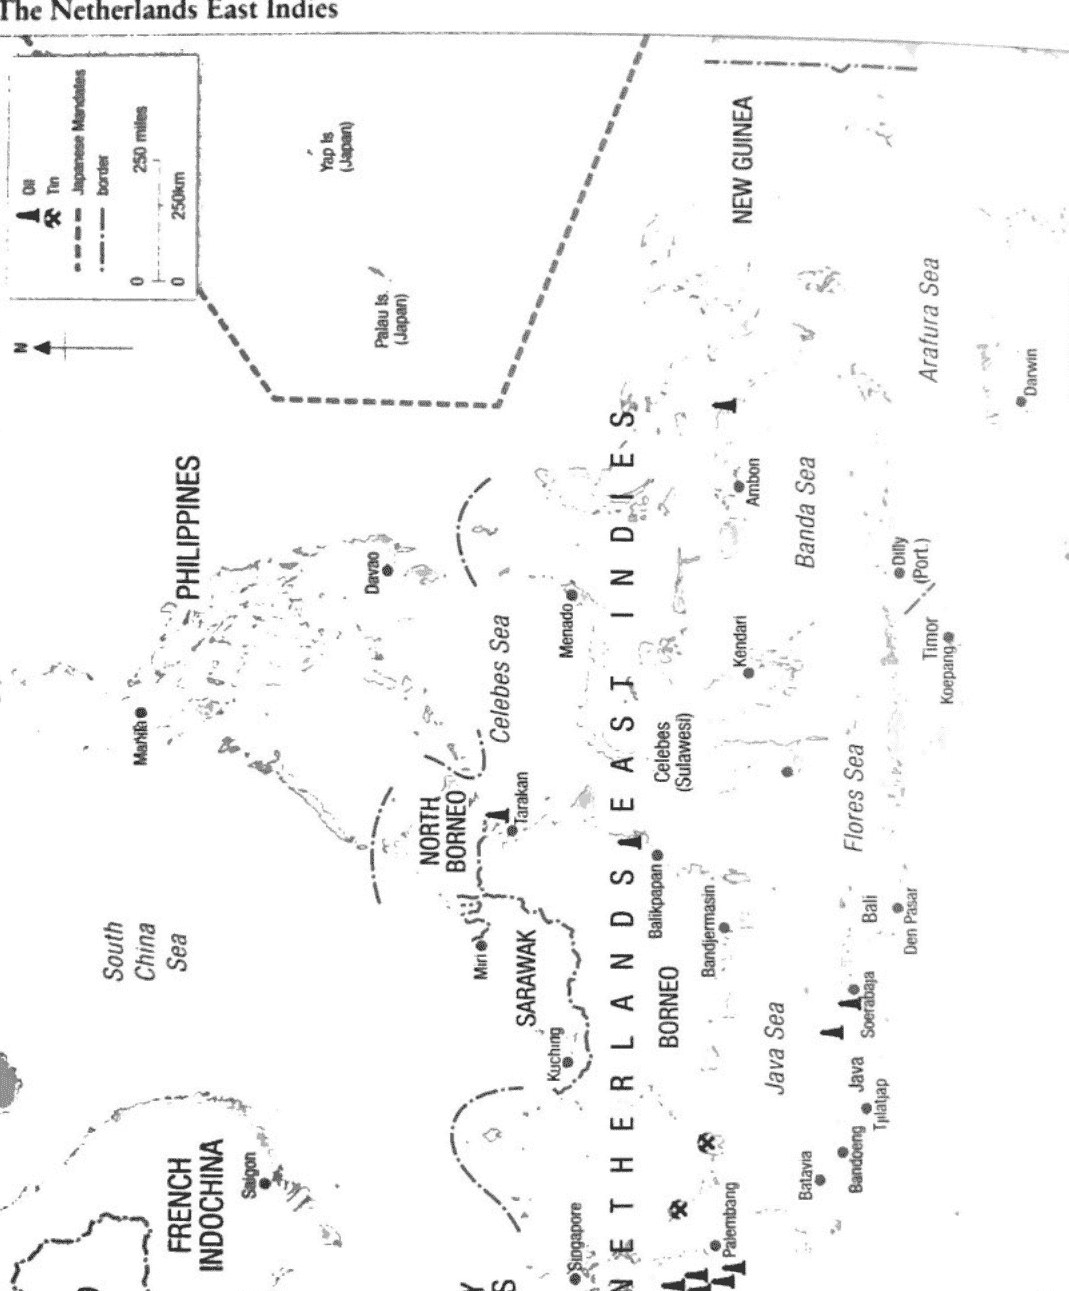 The Netherlands East Indies
Oil
Tin
Japanese Mandates
border
0 250 miles
0 250km
N
Yap Is
(Japan)
Palau Is.
(Japan)
PHILIPPINES
Manila
Davao
South
China
Sea
FRENCH
INDOCHINA
Saigon
Celebes Sea
NORTH
BORNEO
Tarakan
Miri
SARAWAK
Kuching
Singapore
Menado
NETHERLANDS EAST INDIES
NEW GUINEA
Celebes
(Sulawesi)
Kendari
Ambon
Balikpapan
BORNEO
Bandjermasin
Palembang
Java Sea
Banda Sea
Flores Sea
Arafura Sea
Batavia
Bandoeng
Java
Tjilatjap
Soerabaja
Bali
Den Pasar
Dilly
(Port.)
Timor
Koepang
Darwin